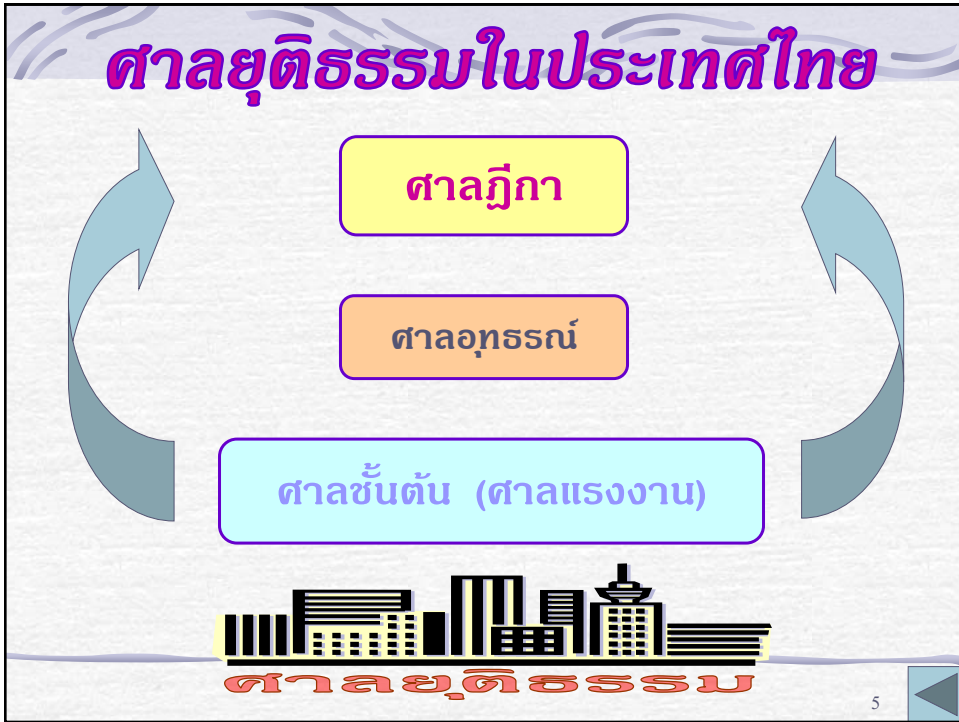 ศาลยุติธรรมในประเทศไทย
ศาลฎีกา
ศาลอุทธรณ์
ศาลชั้นต้น (ศาลแรงงาน)
ศาลยุติธรรม
5